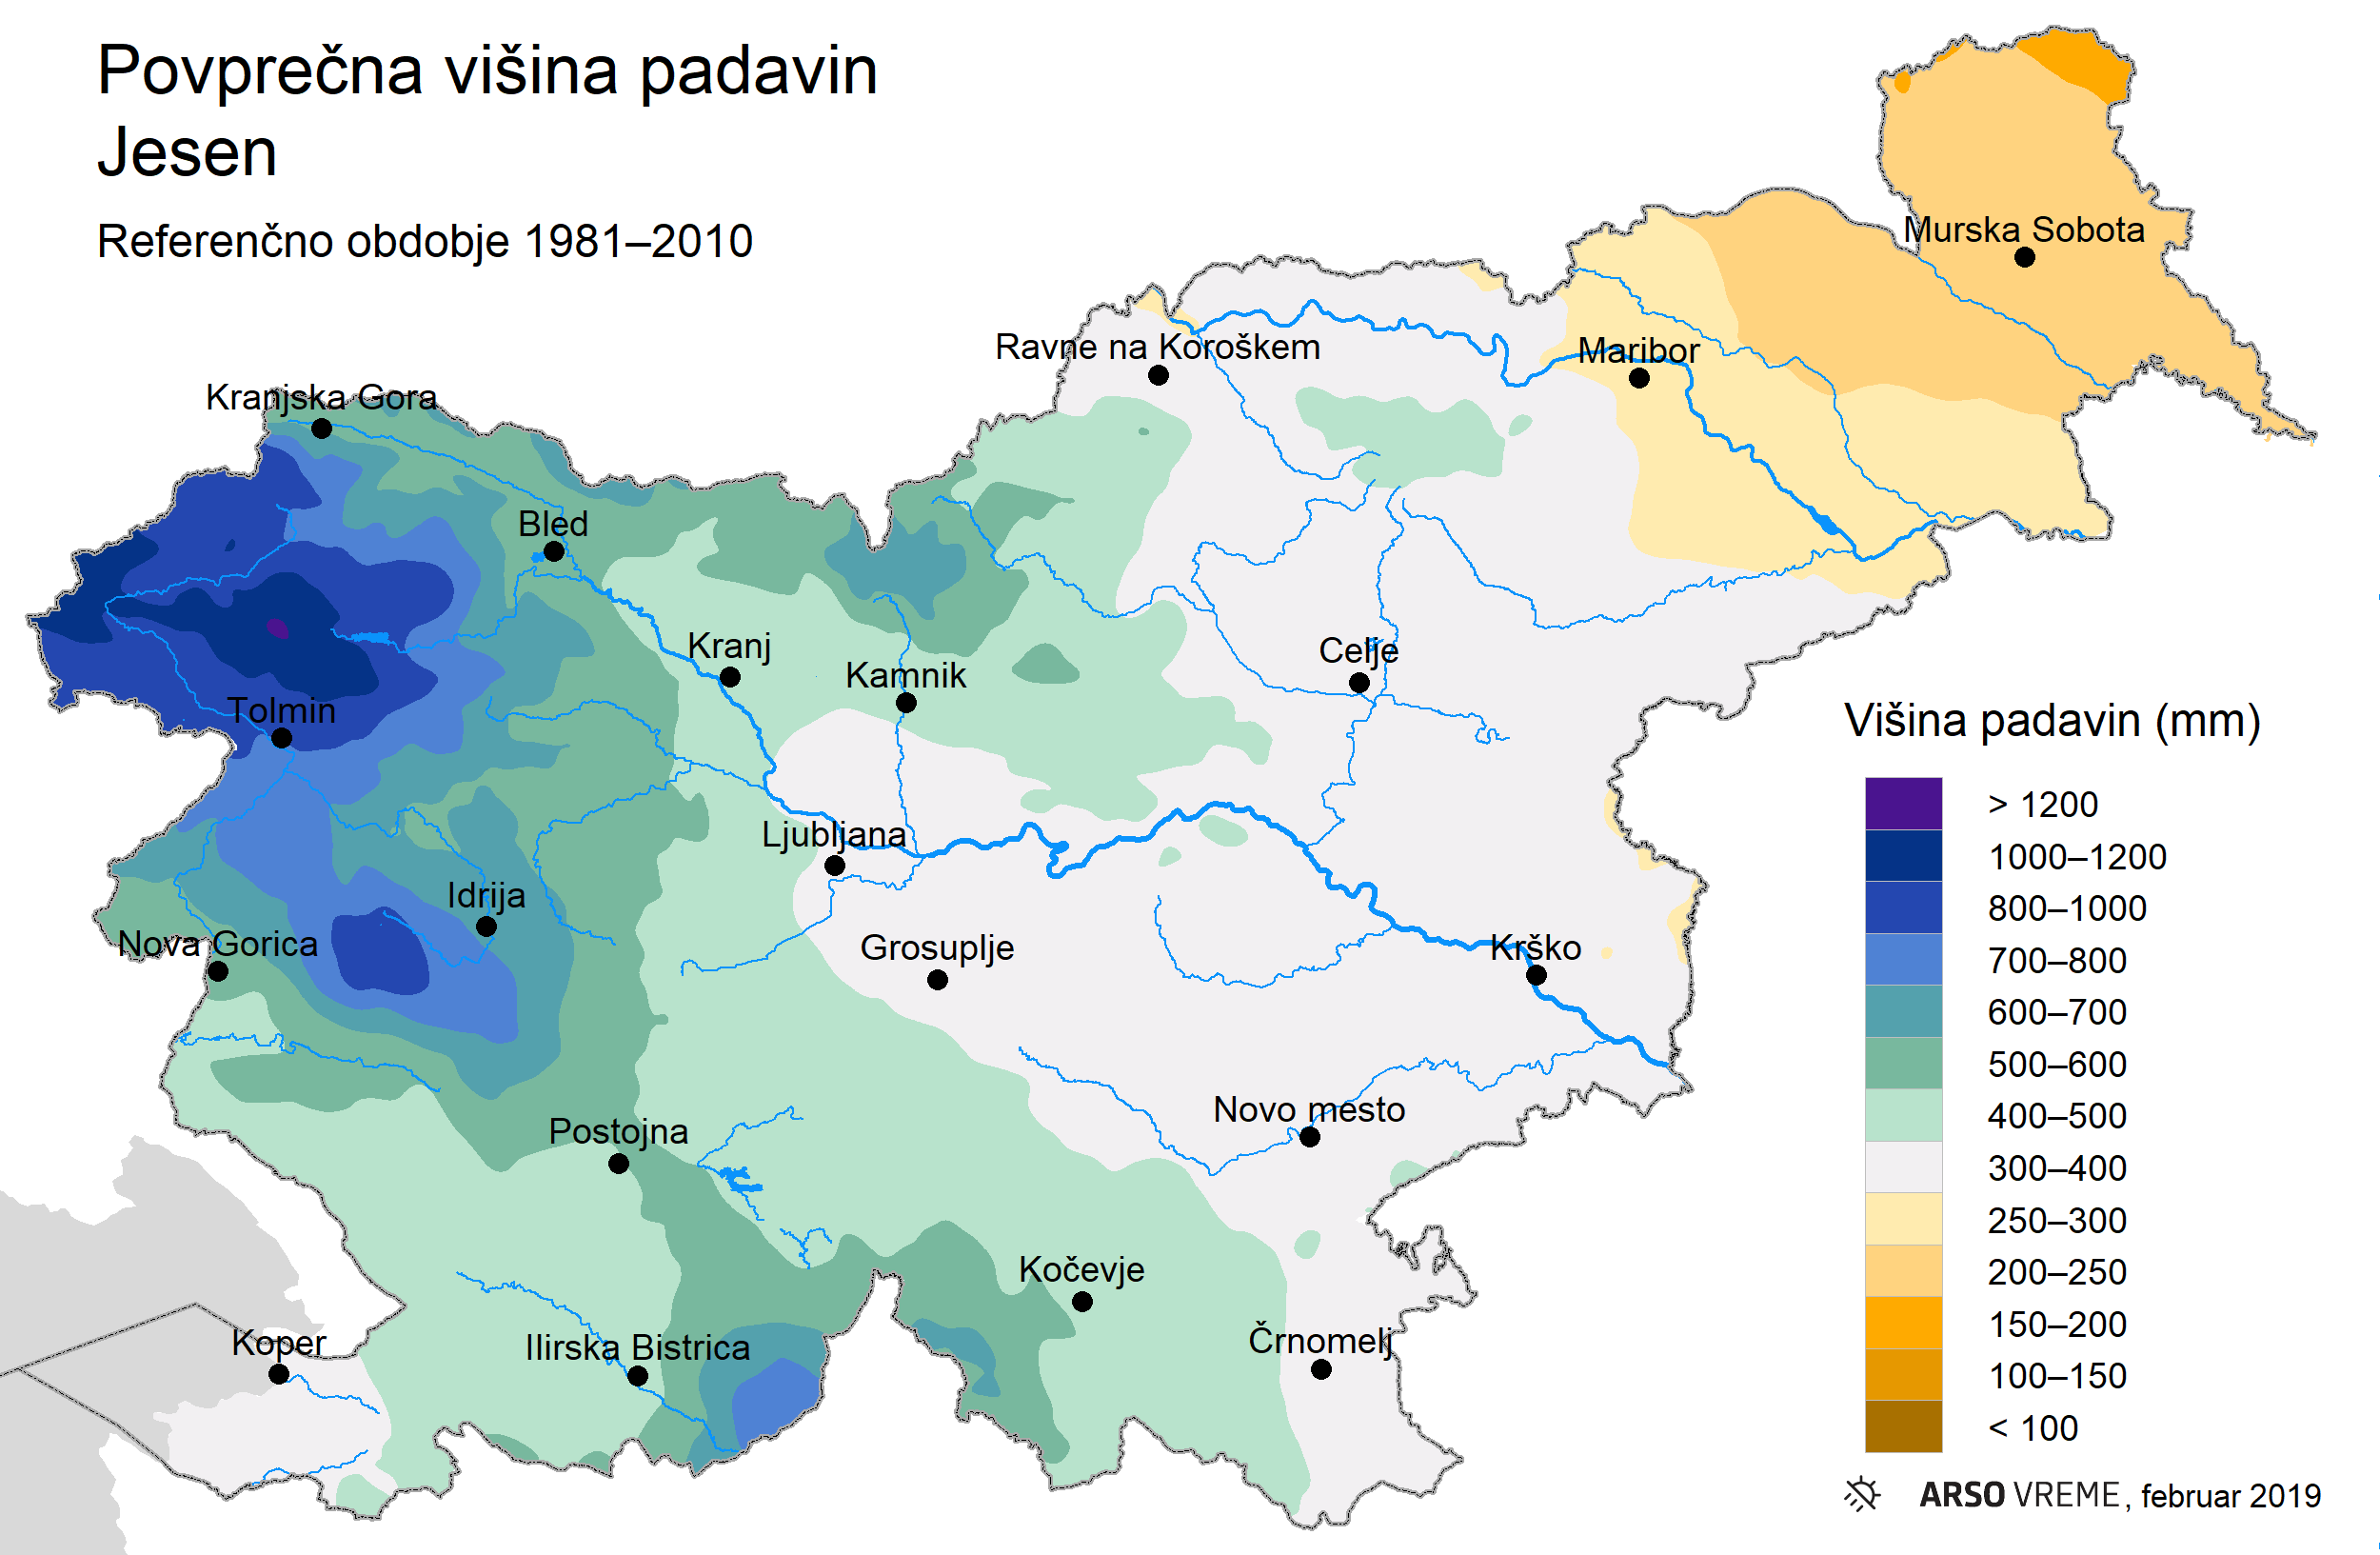 Povprečna višina padavin
Jesen
Referenčno obdobje 1981–2010
Murska Sobota
Ravne na Koroškem
Maribor
Kranjska Gora
Bled
Kranj
Celje
Kamnik
Tolmin
Ljubljana
Idrija
Nova Gorica
Grosuplje
Krško
Novo mesto
Postojna
Kočevje
Koper
Ilirska Bistrica
Črnomelj
Višina padavin (mm)
> 1200
1000–1200
800–1000
700–800
600–700
500–600
400–500
300–400
250–300
200–250
150–200
100–150
< 100
ARSO VREME, februar 2019